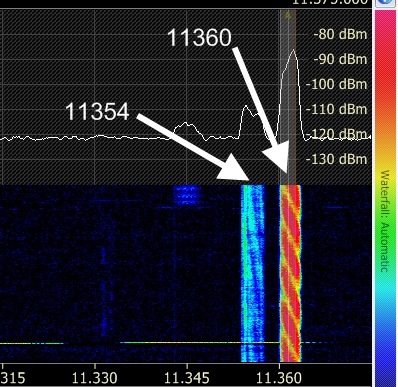 11.375.000
-80 dBm
11360
-90 dBm
-100 dBm
11354
-110 dBm
-120 dBm
-130 dBm
Waterfall: Automatic
315
11.330
11.345
11.360